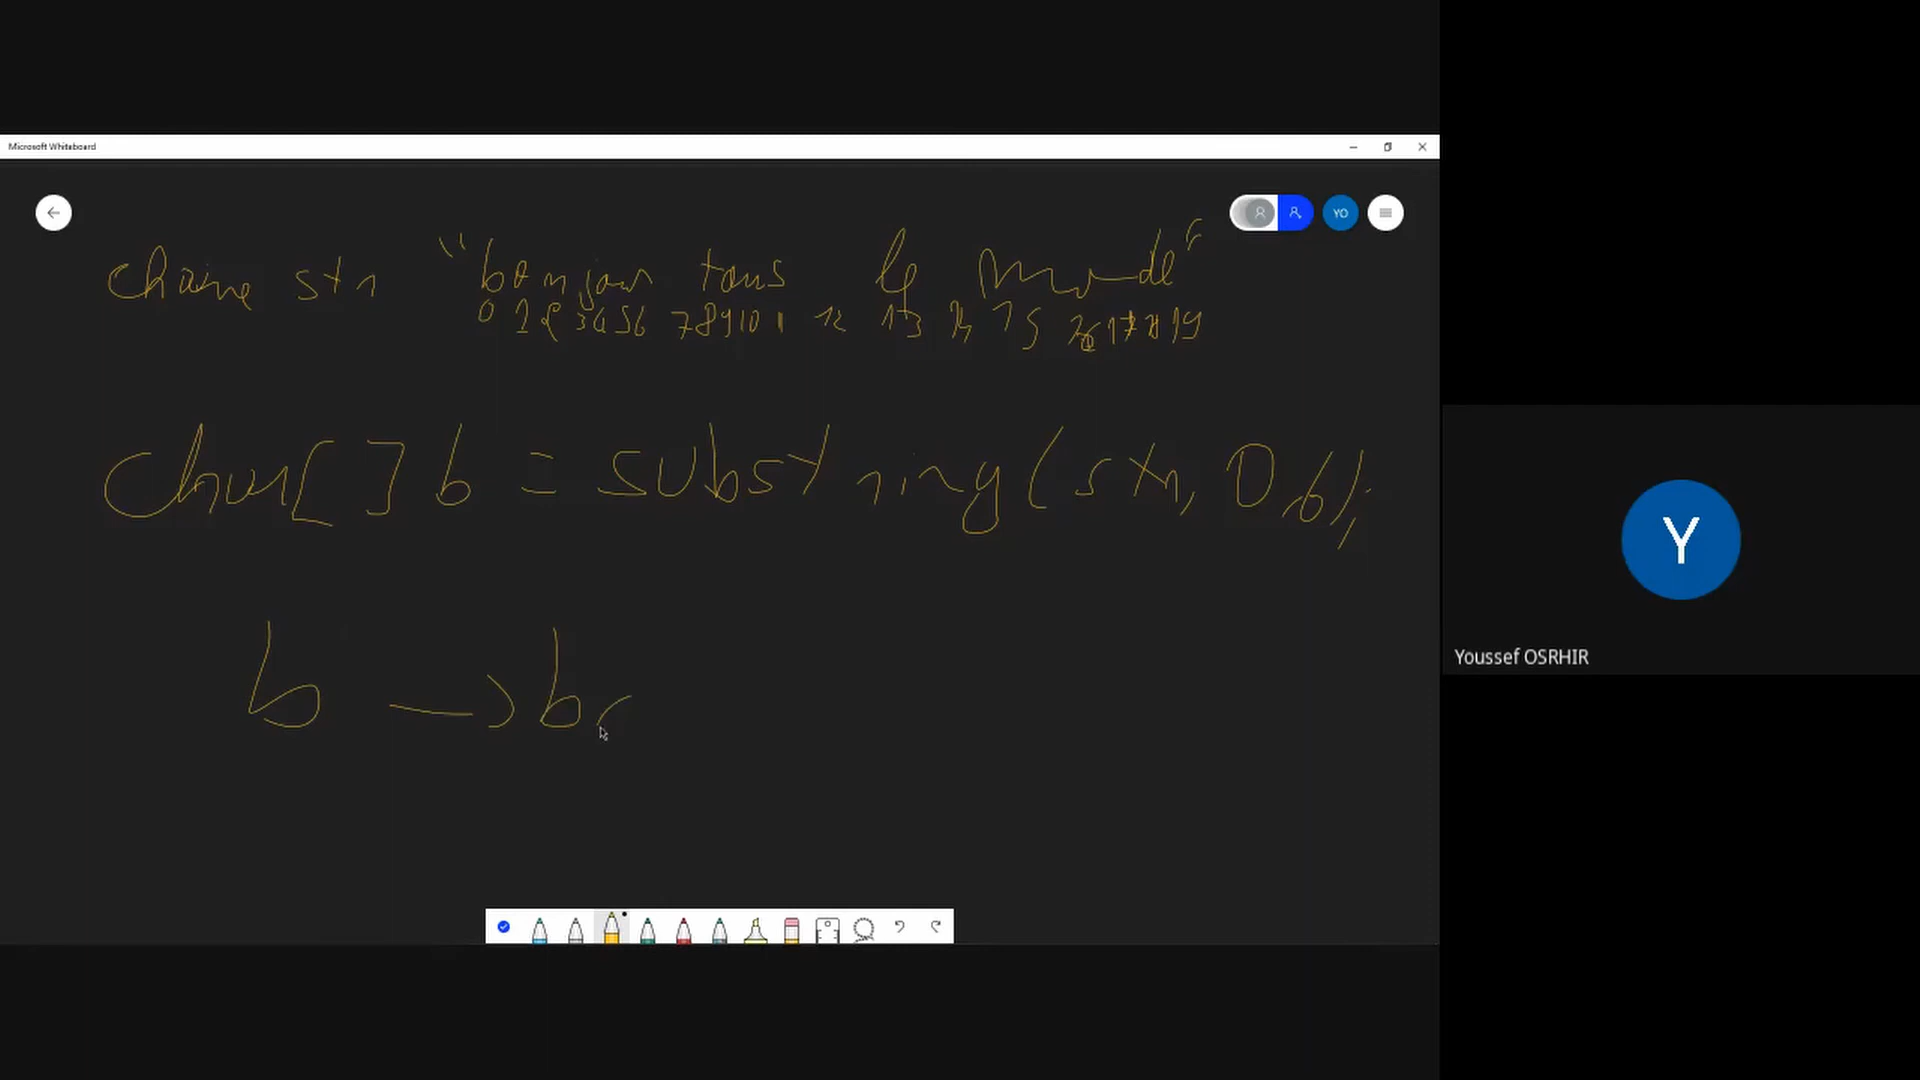 Microsoft Whiteboard
YO
chaine str "bonjour tous le monde"
0 1 2 3 4 5 6 7 8 9 10 11 12 13 14 15 16 17 18 19
char[] b = substring(str, 0, 6);
b → bo
Y
Youssef OSRHIR